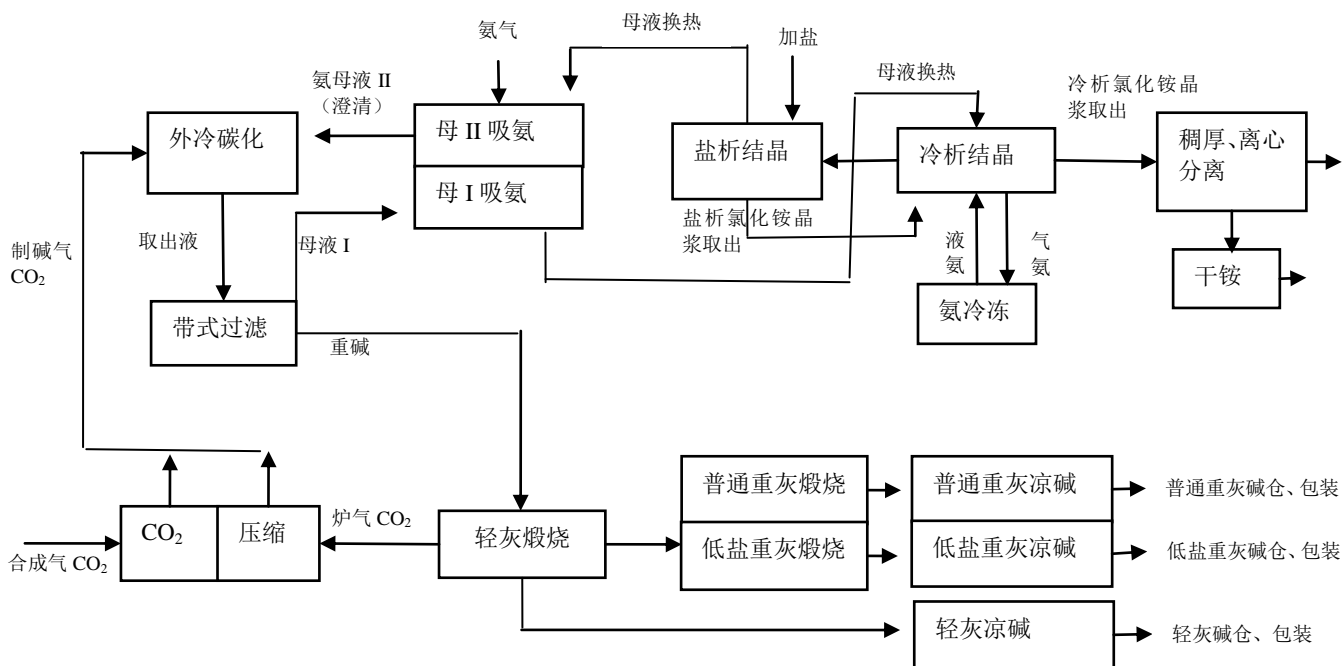 氨气
母液换热
加盐
氨母液 II
（澄清）
母液换热
冷析氯化铵晶
浆取出
外冷碳化
母 II 吸氨
母 I 吸氨
盐析结晶
冷析结晶
稠厚、离心
分离
取出液
母液 I
盐析氯化铵晶
浆取出
液
氨
气
氨
制碱气
CO₂
干铵
带式过滤
重碱
氨冷冻
普通重灰煅烧
普通重灰凉碱
普通重灰碱仓、包装
CO₂
压缩
炉气 CO₂
轻灰煅烧
低盐重灰煅烧
低盐重灰凉碱
低盐重灰碱仓、包装
合成气 CO₂
轻灰凉碱
轻灰碱仓、包装